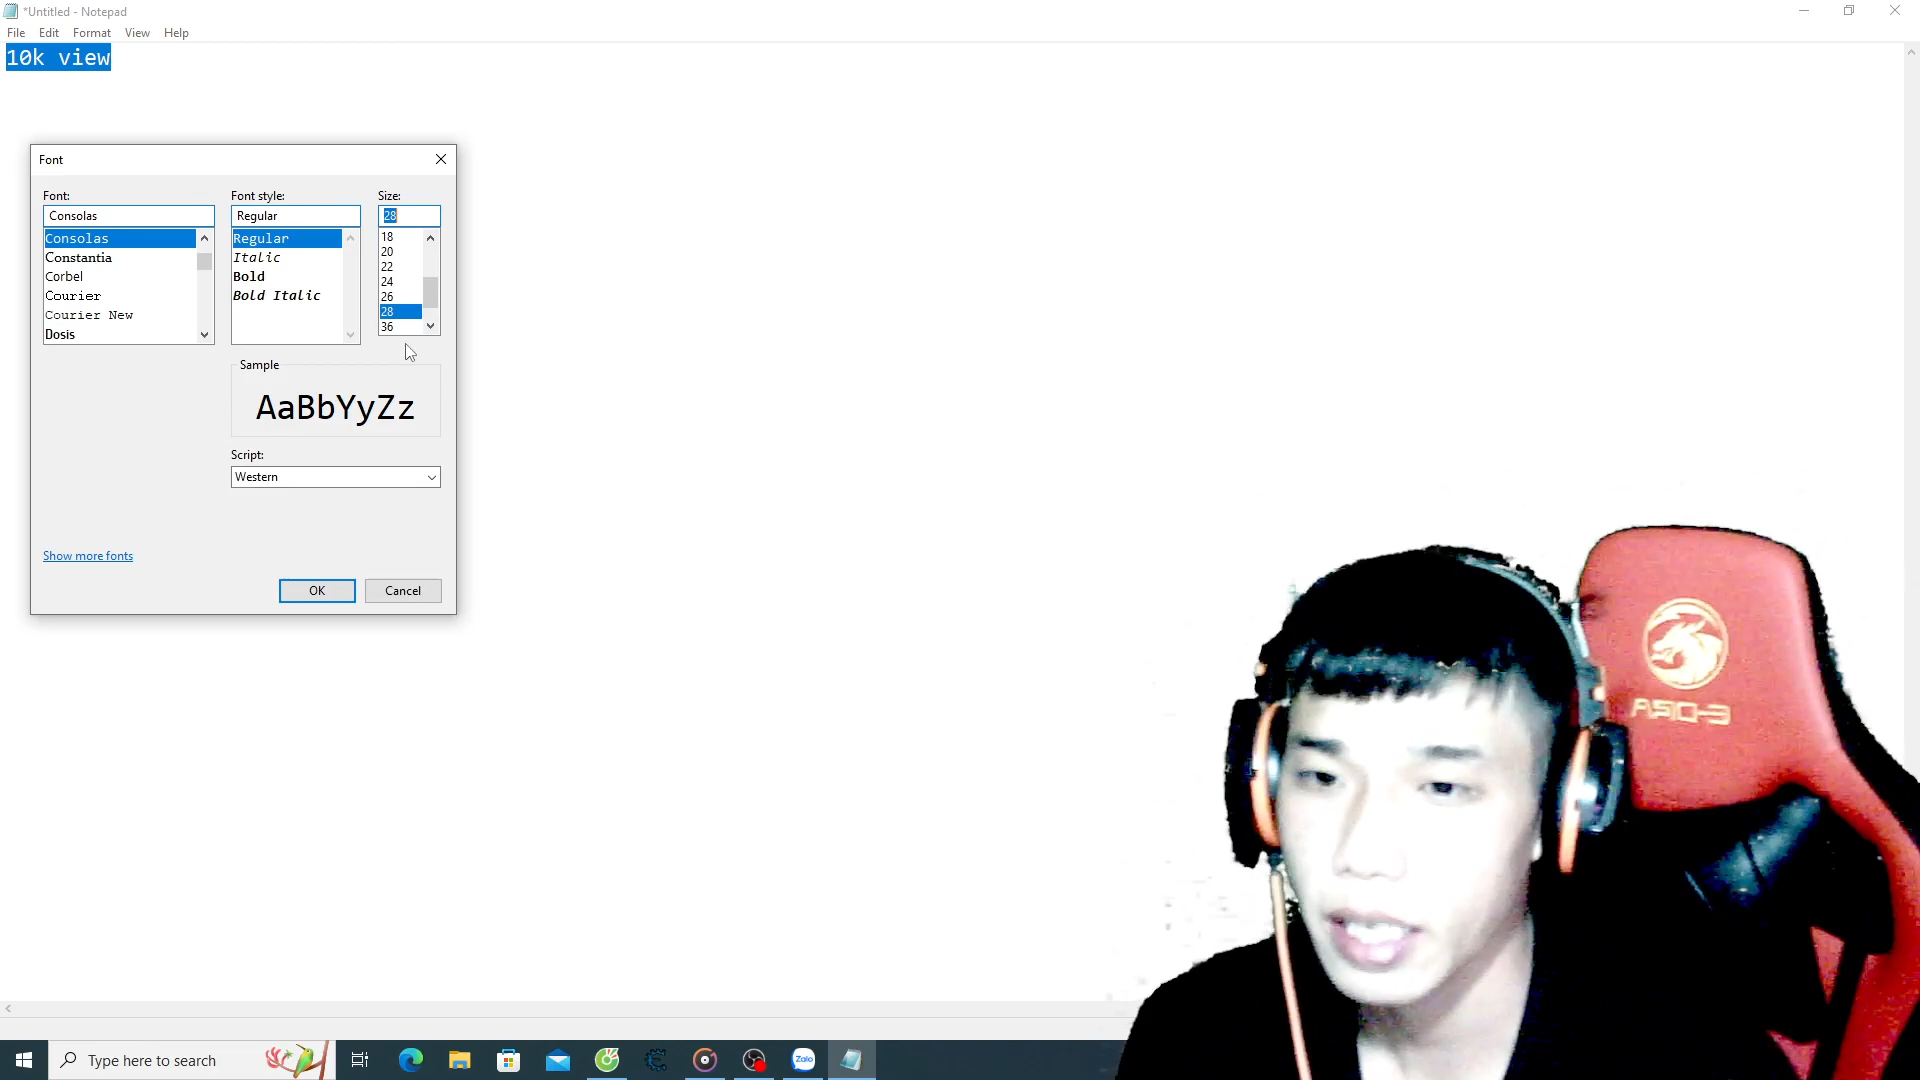 *Untitled - Notepad
File Edit Format View Help
10k view
Font
Font: Font style: Size:
Consolas Regular 28
Consolas Regular 18
Constantia Italic 20
Corbel Bold 22
Courier Bold Italic 24
Courier New 26
Dosis 28
36
Sample
AaBbYyZz
Script:
Western
Show more fonts
OK Cancel
E-DRA
Type here to search
Zalo